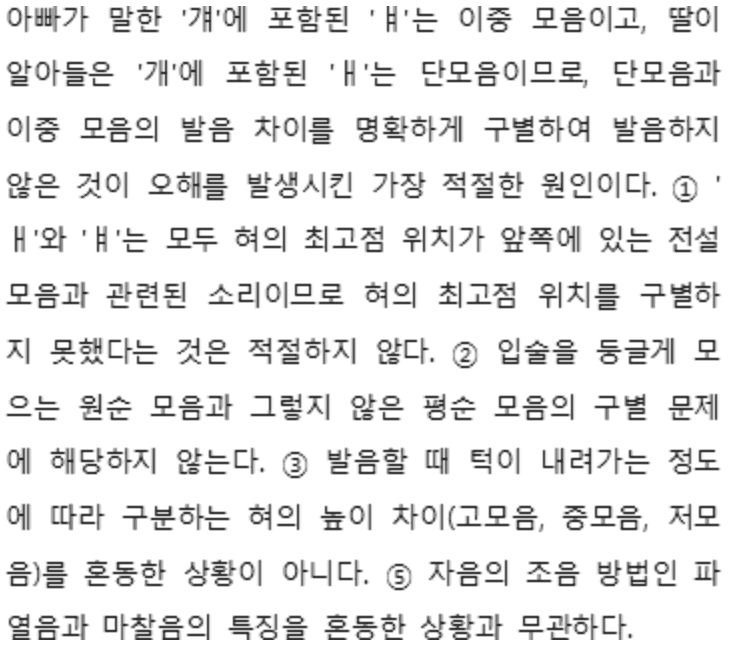 아빠가 말한 '걔'에 포함된 'ㅒ'는 이중 모음이고, 딸이
알아들은 '개'에 포함된 'ㅐ'는 단모음이므로, 단모음과
이중 모음의 발음 차이를 명확하게 구별하여 발음하지
않은 것이 오해를 발생시킨 가장 적절한 원인이다. ① '
ㅐ'와 'ㅒ'는 모두 혀의 최고점 위치가 앞쪽에 있는 전설
모음과 관련된 소리이므로 혀의 최고점 위치를 구별하
지 못했다는 것은 적절하지 않다. ② 입술을 둥글게 모
으는 원순 모음과 그렇지 않은 평순 모음의 구별 문제
에 해당하지 않는다. ③ 발음할 때 턱이 내려가는 정도
에 따라 구분하는 혀의 높이 차이(고모음, 중모음, 저모
음)를 혼동한 상황이 아니다. ⑤ 자음의 조음 방법인 파
열음과 마찰음의 특징을 혼동한 상황과 무관하다.